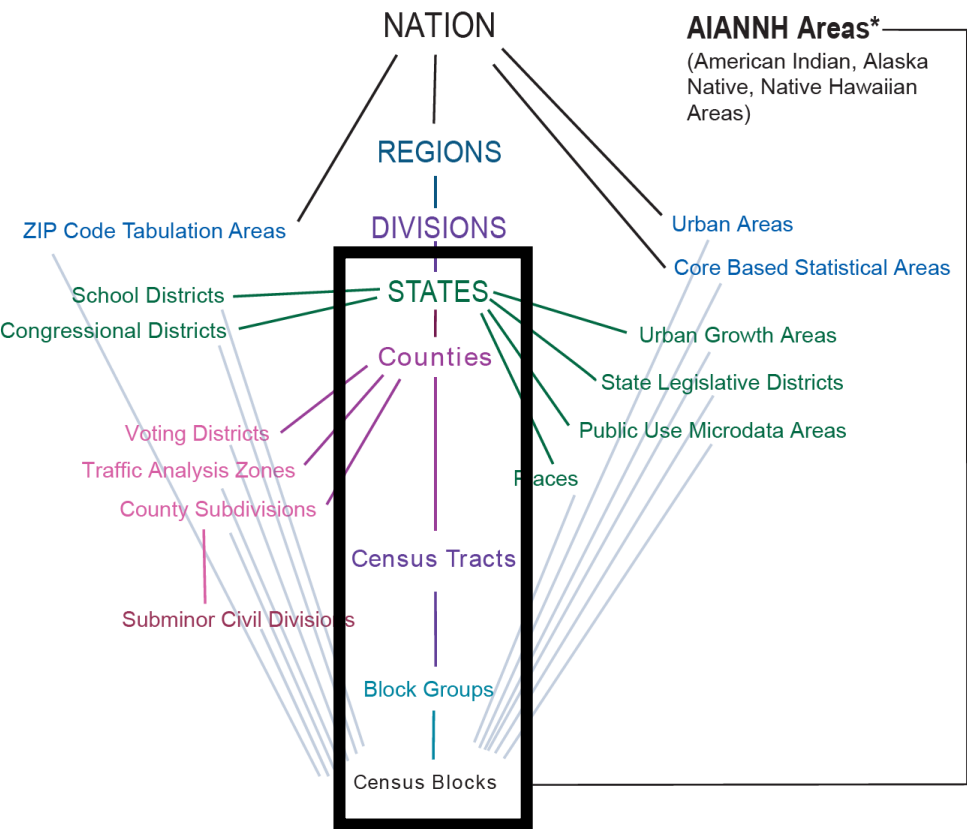 NATION
AIANNH Areas*
(American Indian, Alaska
Native, Native Hawaiian
Areas)
REGIONS
ZIP Code Tabulation Areas
DIVISIONS
Urban Areas
Core Based Statistical Areas
School Districts
STATES
Congressional Districts
Urban Growth Areas
Counties
State Legislative Districts
Voting Districts
Public Use Microdata Areas
Traffic Analysis Zones
Places
County Subdivisions
Census Tracts
Subminor Civil Divisions
Block Groups
Census Blocks